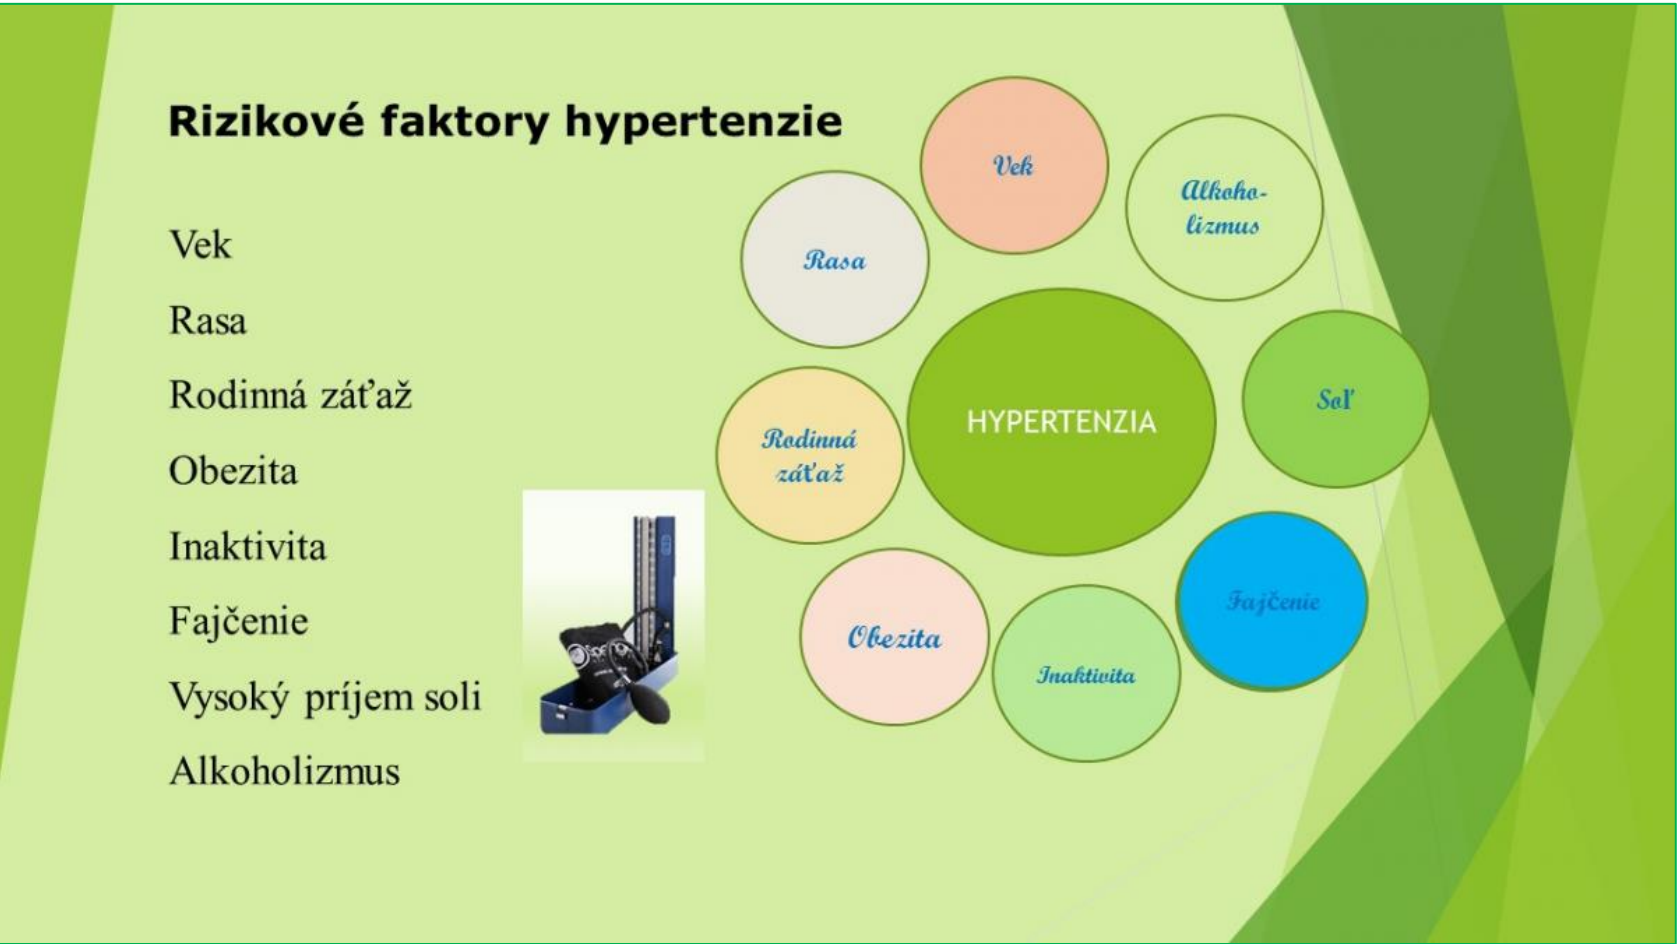 Rizikové faktory hypertenzie
Vek
Rasa
Rodinná záťaž
Obezita
Inaktivita
Fajčenie
Vysoký príjem soli
Alkoholizmus
Vek
Alkoho-
lizmus
Rasa
Soľ
HYPERTENZIA
Rodinná
záťaž
Fajčenie
Obezita
Inaktivita